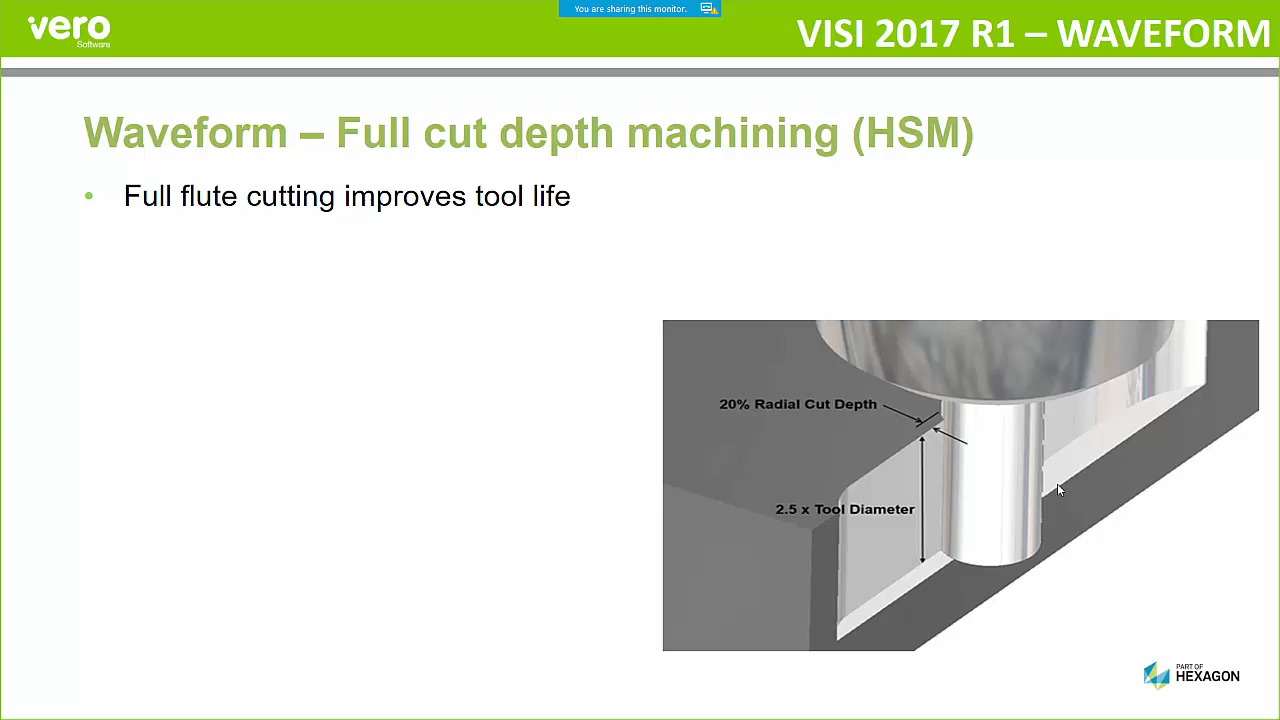 You are sharing this monitor.
vero
Software
VISI 2017 R1 – WAVEFORM
Waveform – Full cut depth machining (HSM)
• Full flute cutting improves tool life
20% Radial Cut Depth
2.5 x Tool Diameter
PART OF
HEXAGON